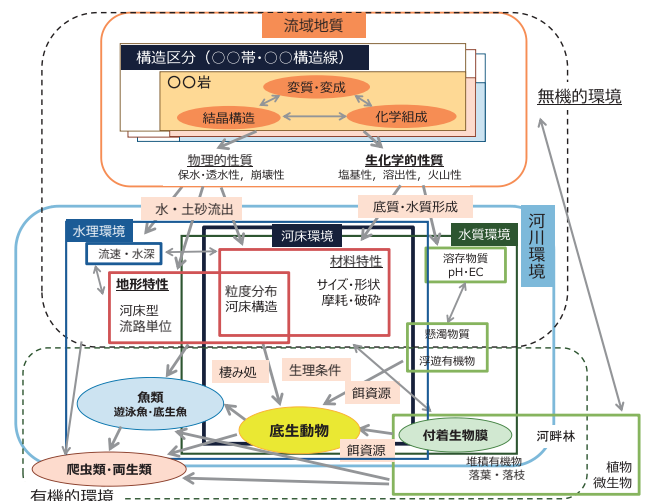 流域地質
構造区分（○○帯・○○構造線）
○○岩
変質・変成
結晶構造
化学組成
無機的環境
物理的性質
保水・透水性，崩壊性
生化学的性質
塩基性，溶出性，火山性
水・土砂流出
底質・水質形成
河川環境
水理環境
河床環境
水質環境
流速・水深
材料特性
溶存物質
pH・EC
地形特性
サイズ・形状
摩耗・破砕
粒度分布
河床構造
河床型
流路単位
懸濁物質
浮遊有機物
棲み処
生理条件
餌資源
魚類
遊泳魚・底生魚
底生動物
付着生物膜
河畔林
餌資源
爬虫類・両生類
堆積有機物
落葉・落枝
植物
微生物
有機的環境